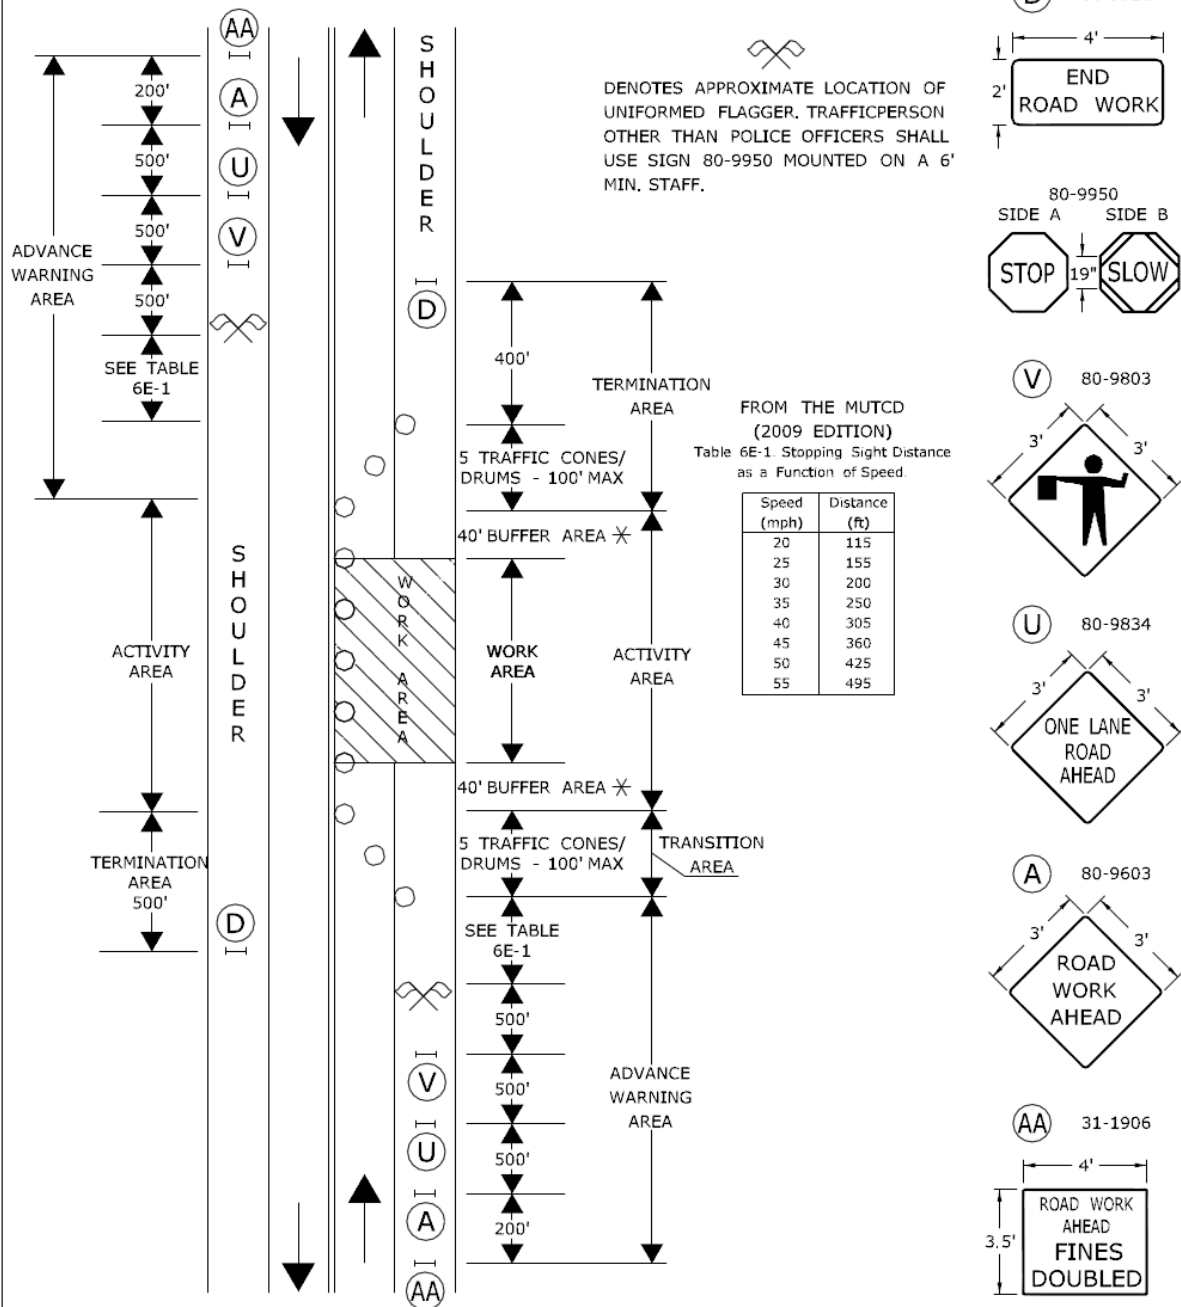 AA
A
U
V
200'
500'
500'
500'
SEE TABLE
6E-1
ADVANCE
WARNING
AREA
SHOULDER
ACTIVITY
AREA
TERMINATION
AREA
500'
D
SHOULDER
D
400'
TERMINATION
AREA
5 TRAFFIC CONES/
DRUMS - 100' MAX
40' BUFFER AREA *
WORK AREA
WORK
AREA
ACTIVITY
AREA
40' BUFFER AREA *
5 TRAFFIC CONES/
DRUMS - 100' MAX
TRANSITION
AREA
SEE TABLE
6E-1
500'
500'
500'
200'
V
U
A
AA
ADVANCE
WARNING
AREA
DENOTES APPROXIMATE LOCATION OF
UNIFORMED FLAGGER. TRAFFICPERSON
OTHER THAN POLICE OFFICERS SHALL
USE SIGN 80-9950 MOUNTED ON A 6'
MIN. STAFF.
FROM THE MUTCD
(2009 EDITION)
Table 6E-1. Stopping Sight Distance
as a Function of Speed.
Speed Distance
(mph) (ft)
20 115
25 155
30 200
35 250
40 305
45 360
50 425
55 495
D
4'
2'
END
ROAD WORK
80-9950
SIDE A SIDE B
STOP 19" SLOW
V 80-9803
3' 3'
U 80-9834
3' 3'
ONE LANE
ROAD
AHEAD
A 80-9603
3' 3'
ROAD
WORK
AHEAD
AA 31-1906
4'
3.5'
ROAD WORK
AHEAD
FINES
DOUBLED